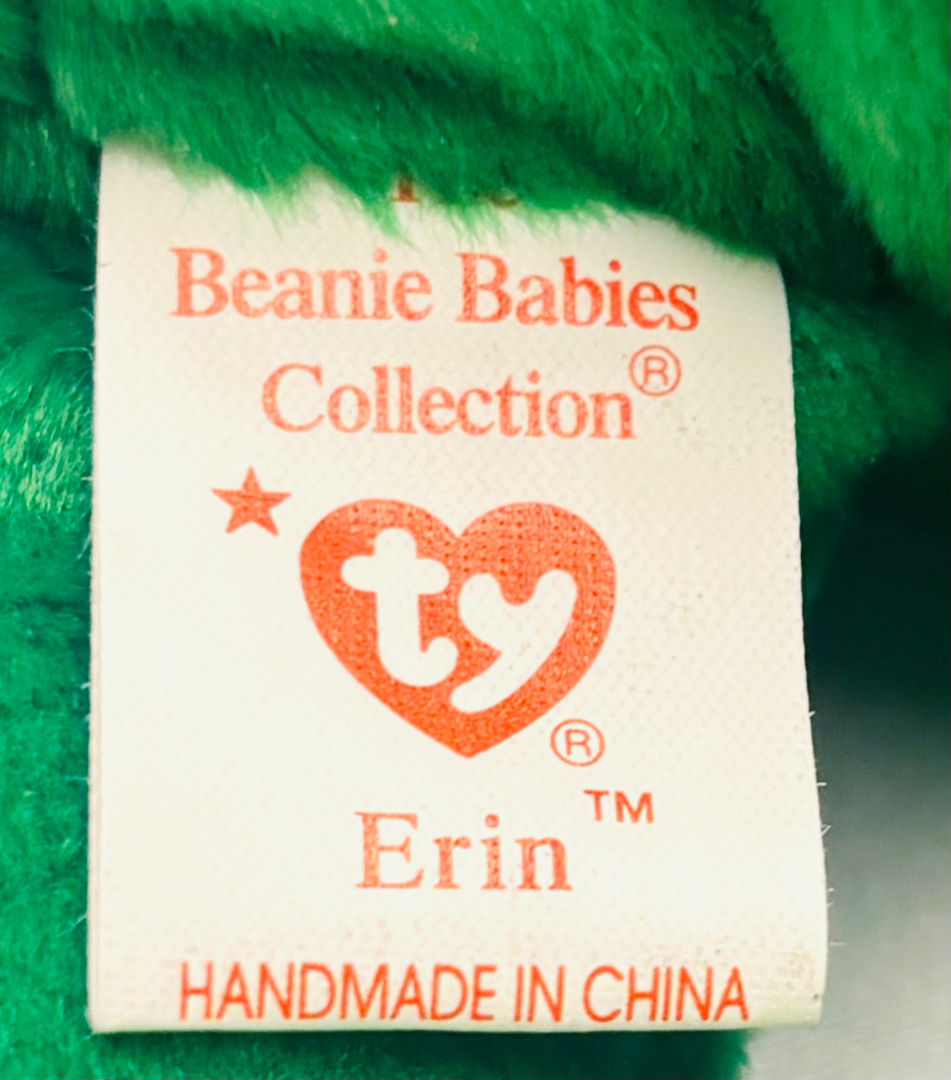 Beanie Babies
Collection®
ty®
Erin™
HANDMADE IN CHINA